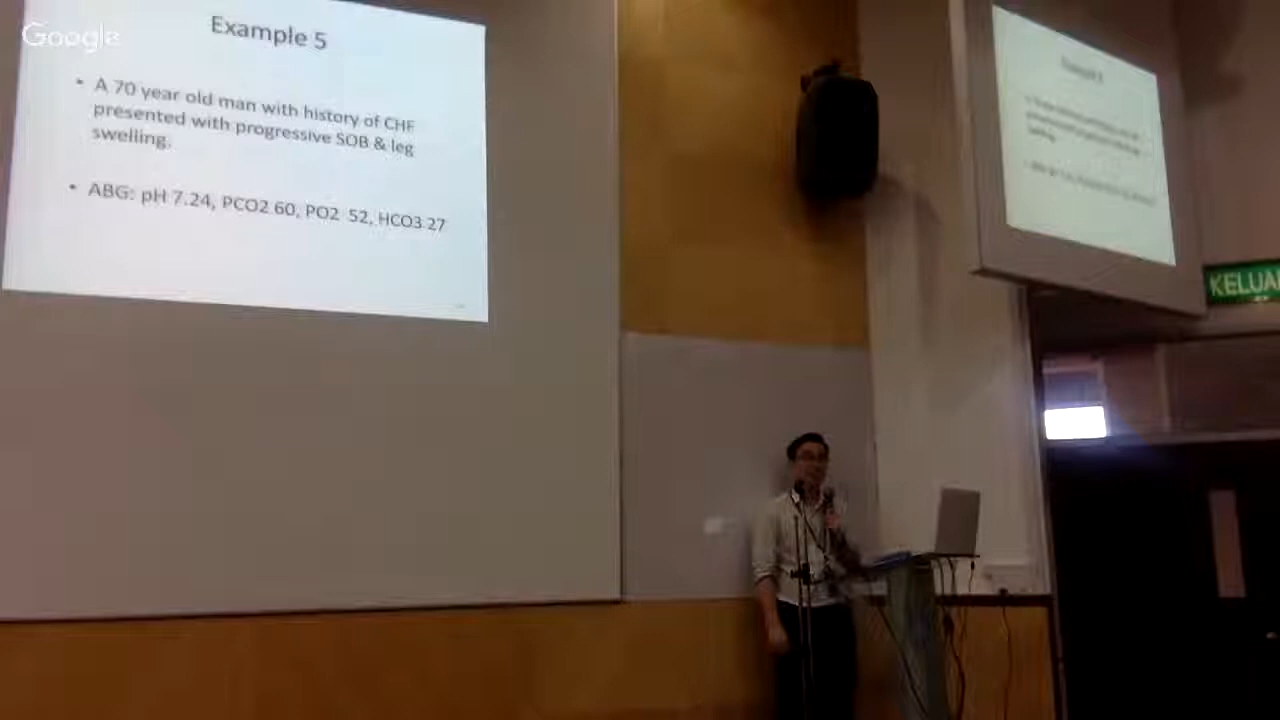 Google
Example 5
• A 70 year old man with history of CHF
presented with progressive SOB & leg
swelling.
• ABG: pH 7.24, PCO2 60, PO2 52, HCO3 27
KELUA